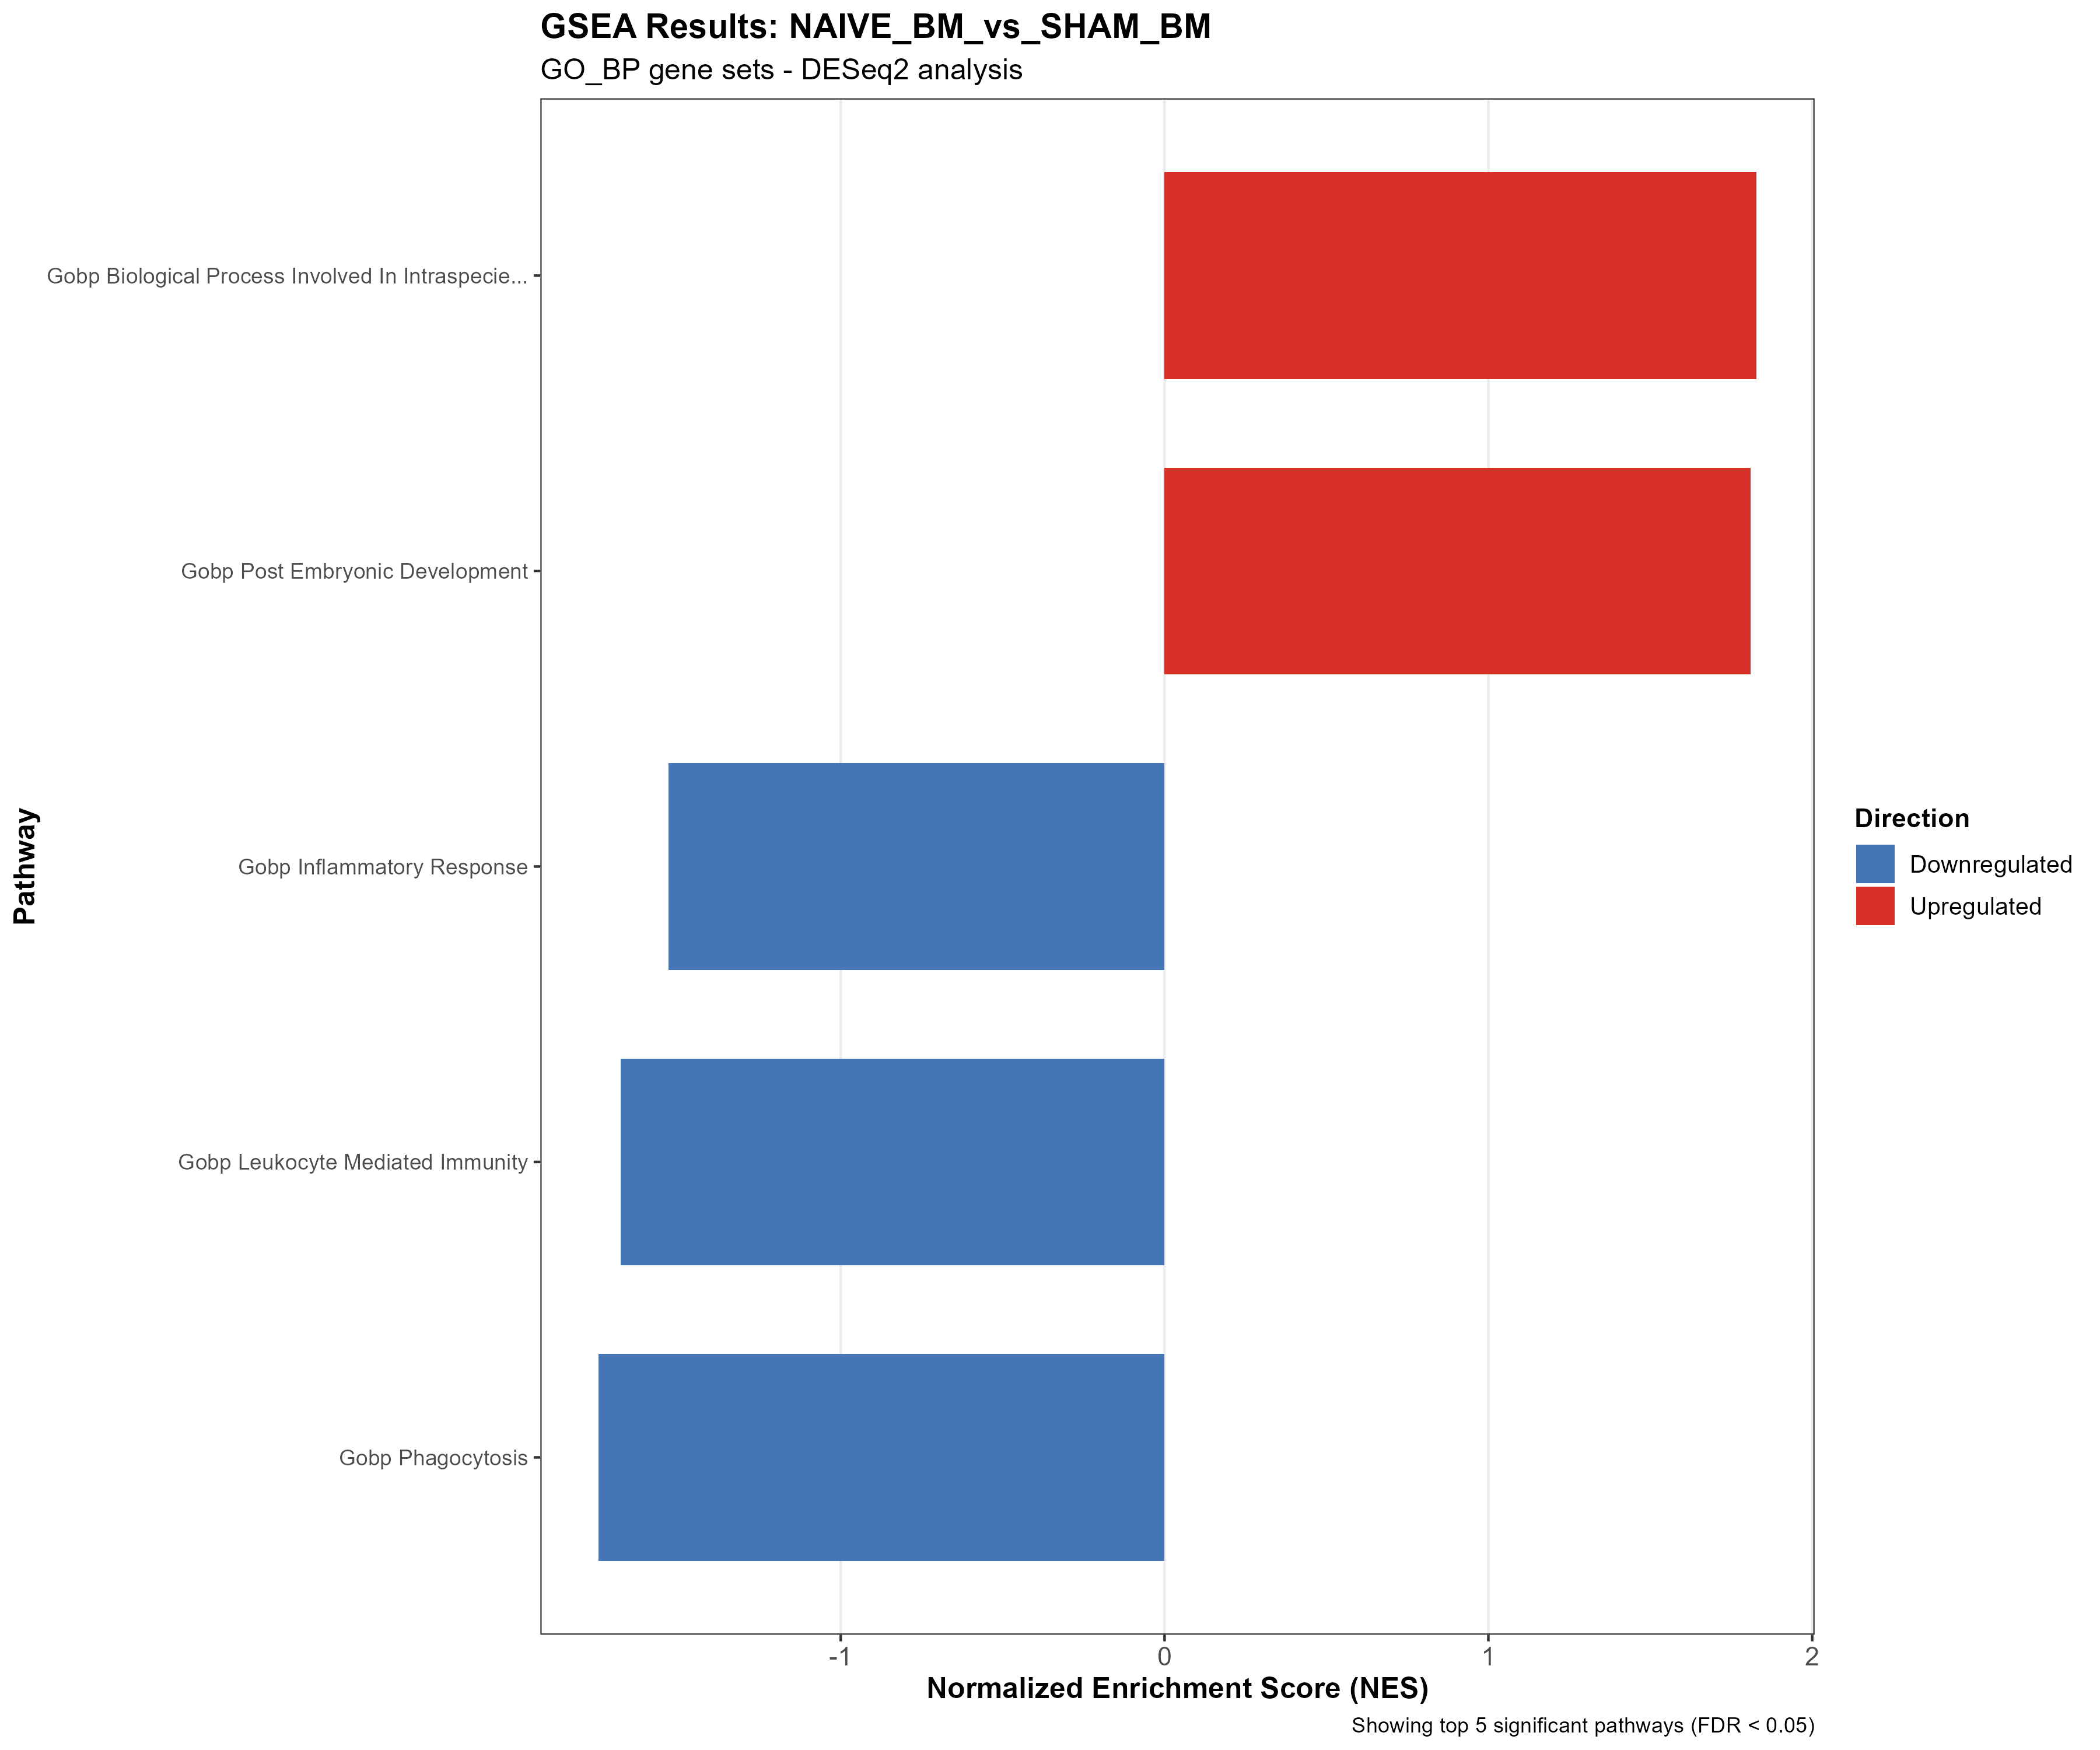 GSEA Results: NAIVE_BM_vs_SHAM_BM
GO_BP gene sets - DESeq2 analysis
Pathway
Gobp Biological Process Involved In Intraspecie...
Gobp Post Embryonic Development
Gobp Inflammatory Response
Gobp Leukocyte Mediated Immunity
Gobp Phagocytosis
-1 0 1 2
Normalized Enrichment Score (NES)
Showing top 5 significant pathways (FDR < 0.05)
Direction
Downregulated
Upregulated